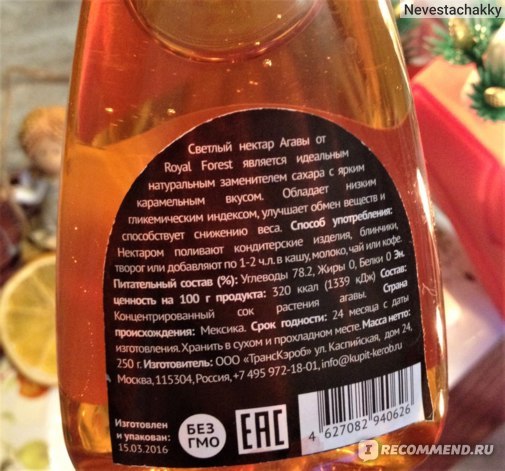 Nevestachakky
Светлый нектар Агавы от
Royal Forest является идеальным
натуральным заменителем сахара с ярким
карамельным вкусом. Обладает низким
гликемическим индексом, улучшает обмен веществ и
способствует снижению веса. Способ употребления:
Нектаром поливают кондитерские изделия, блинчики,
творог или добавляют по 1-2 ч.л. в кашу, молоко, чай или кофе.
Питательный состав (%): Углеводы 78.2, Жиры 0, Белки 0 Эн.
ценность на 100 г продукта: 320 ккал (1339 кДж) Состав:
Концентрированный сок растения агавы. Страна
происхождения: Мексика. Срок годности: 24 месяца с даты
изготовления. Хранить в сухом и прохладном месте. Масса нетто:
250 г. Изготовитель: ООО «ТрансКэроб» ул. Каспийская, дом 24,
Москва, 115304, Россия, +7 495 972-18-01, info@kupit-kerob.ru
Изготовлен
и упакован:
15.03.2016
БЕЗ
ГМО
EAC
4 627082 940626
IRECOMMEND.RU